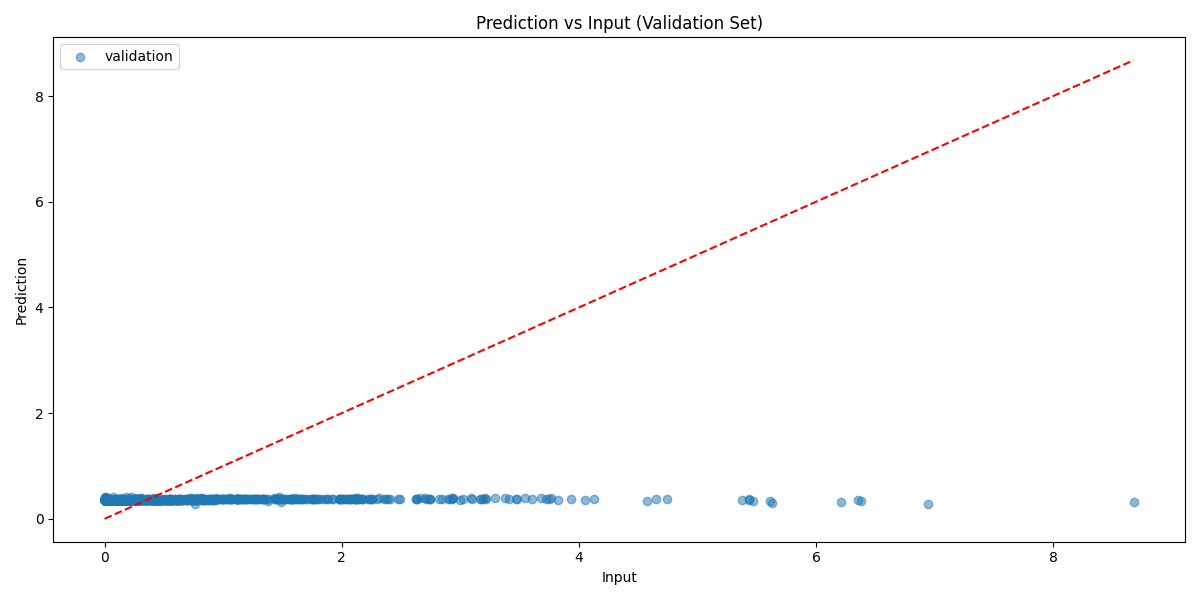 Prediction vs Input (Validation Set)
validation
8
6
4
2
0
Prediction
0 2 4 6 8
Input